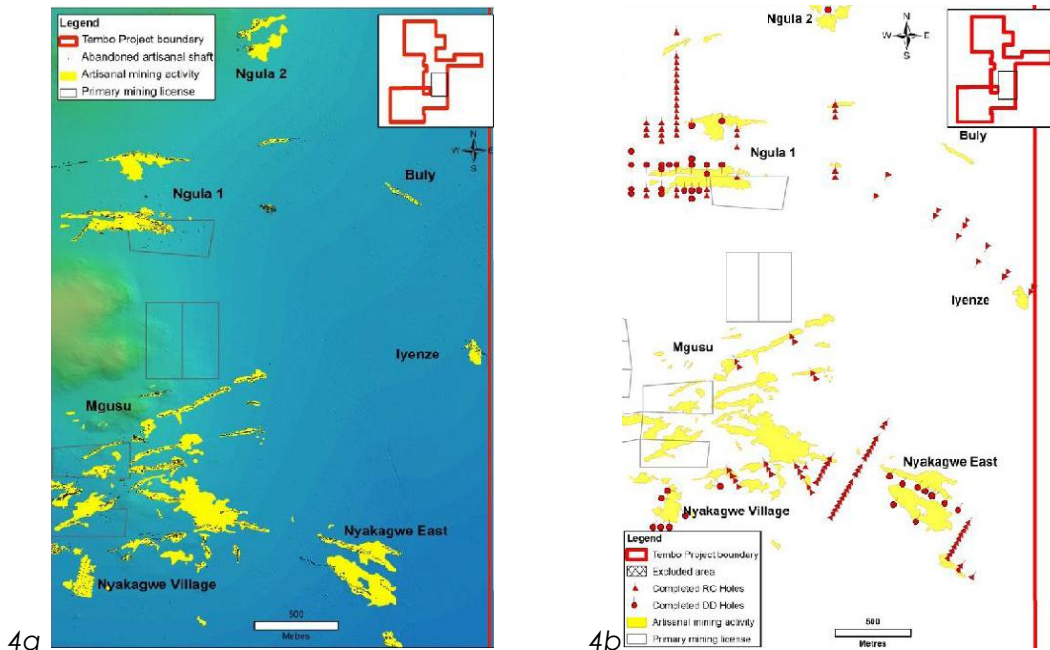 Legend
Tembo Project boundary
Abandoned artisanal shaft
Artisanal mining activity
Primary mining license
Ngula 2
N
W E
S
Buly
Ngula 1
Iyenze
Mgusu
Nyakagwe East
Nyakagwe Village
500
Metres
4a
Ngula 2
N
W E
S
Buly
Ngula 1
Iyenze
Mgusu
Nyakagwe East
Nyakagwe Village
Legend
Tembo Project boundary
Excluded area
Completed RC Holes
Completed DD Holes
Artisanal mining activity
Primary mining license
500
Metres
4b